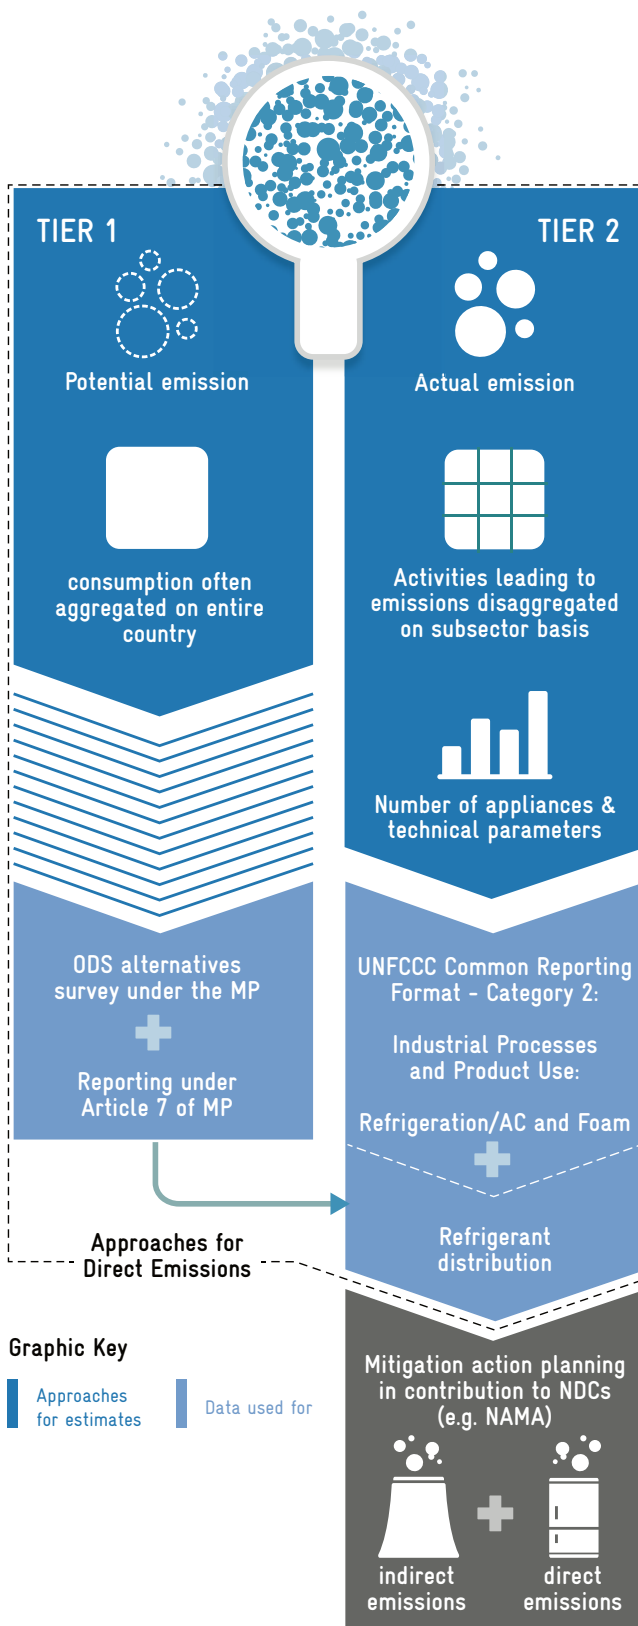 TIER 1
Potential emission
consumption often
aggregated on entire
country
ODS alternatives
survey under the MP
Reporting under
Article 7 of MP
TIER 2
Actual emission
Activities leading to
emissions disaggregated
on subsector basis
Number of appliances &
technical parameters
UNFCCC Common Reporting
Format - Category 2:
Industrial Processes
and Product Use:
Refrigeration/AC and Foam
Refrigerant
distribution
Approaches for
Direct Emissions
Mitigation action planning
in contribution to NDCs
(e.g. NAMA)
indirect
emissions
direct
emissions
Graphic Key
Approaches
for estimates
Data used for